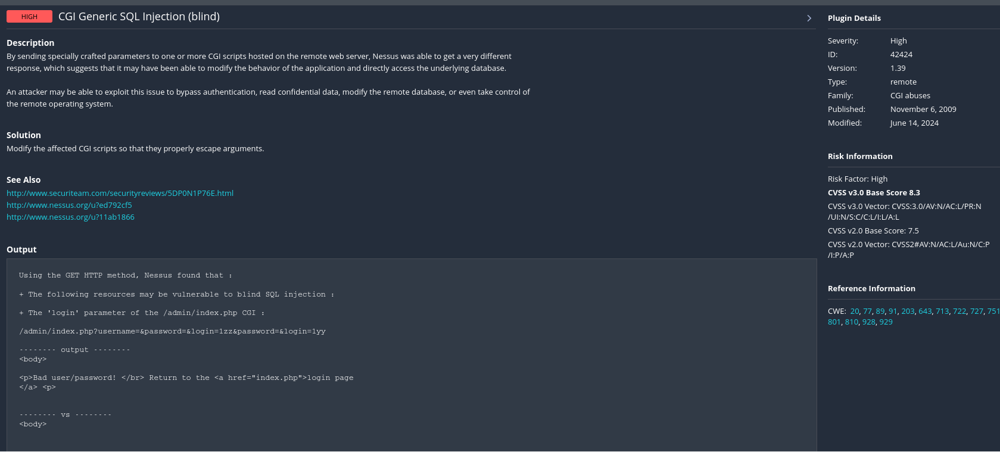 HIGH
CGI Generic SQL Injection (blind)
Description
By sending specially crafted parameters to one or more CGI scripts hosted on the remote web server, Nessus was able to get a very different
response, which suggests that it may have been able to modify the behavior of the application and directly access the underlying database.
An attacker may be able to exploit this issue to bypass authentication, read confidential data, modify the remote database, or even take control of
the remote operating system.
Solution
Modify the affected CGI scripts so that they properly escape arguments.
See Also
http://www.securiteam.com/securityreviews/5DP0N1P76E.html
http://www.nessus.org/u?ed792cf5
http://www.nessus.org/u?11ab1866
Output
Using the GET HTTP method, Nessus found that :
+ The following resources may be vulnerable to blind SQL injection :
+ The 'login' parameter of the /admin/index.php CGI :
/admin/index.php?username=&password=&login=1zz&password=&login=1yy
-------- output --------
<body>
<p>Bad user/password! </br> Return to the <a href="index.php">login page
</a> <p>
-------- vs --------
<body>
Plugin Details
Severity: High
ID: 42424
Version: 1.39
Type: remote
Family: CGI abuses
Published: November 6, 2009
Modified: June 14, 2024
Risk Information
Risk Factor: High
CVSS v3.0 Base Score 8.3
CVSS v3.0 Vector: CVSS:3.0/AV:N/AC:L/PR:N
/UI:N/S:C/C:L/I:L/A:L
CVSS v2.0 Base Score: 7.5
CVSS v2.0 Vector: CVSS2#AV:N/AC:L/Au:N/C:P
/I:P/A:P
Reference Information
CWE: 20, 77, 89, 91, 203, 643, 713, 722, 727, 751
801, 810, 928, 929